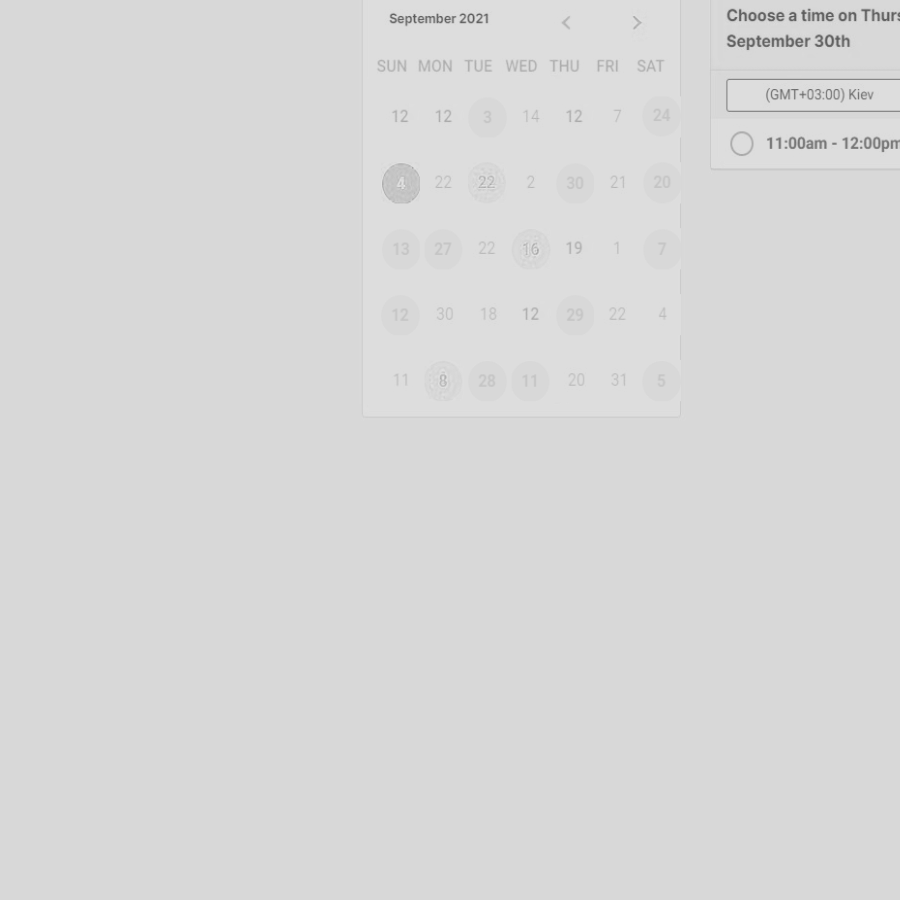 September 2021
Choose a time on Thurs
September 30th
SUN MON TUE WED THU FRI SAT
(GMT+03:00) Kiev
12 12 3 14 12 7 24
11:00am - 12:00pm
4 22 22 2 30 21 20
13 27 22 16 19 1 7
12 30 18 12 29 22 4
11 8 28 11 20 31 5